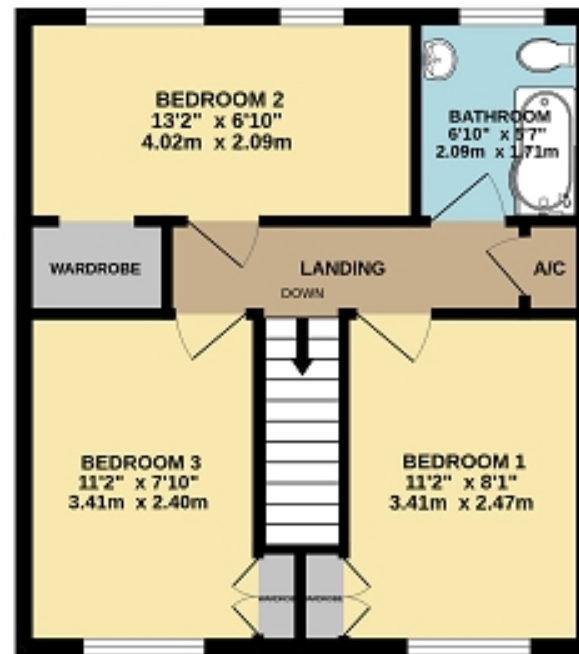 BEDROOM 2
13'2" x 6'10"
4.02m x 2.09m
BATHROOM
6'10" x 5'7"
2.09m x 1.71m
WARDROBE
LANDING
A/C
DOWN
BEDROOM 3
11'2" x 7'10"
3.41m x 2.40m
BEDROOM 1
11'2" x 8'1"
3.41m x 2.47m
WARDROBE
WARDROBE